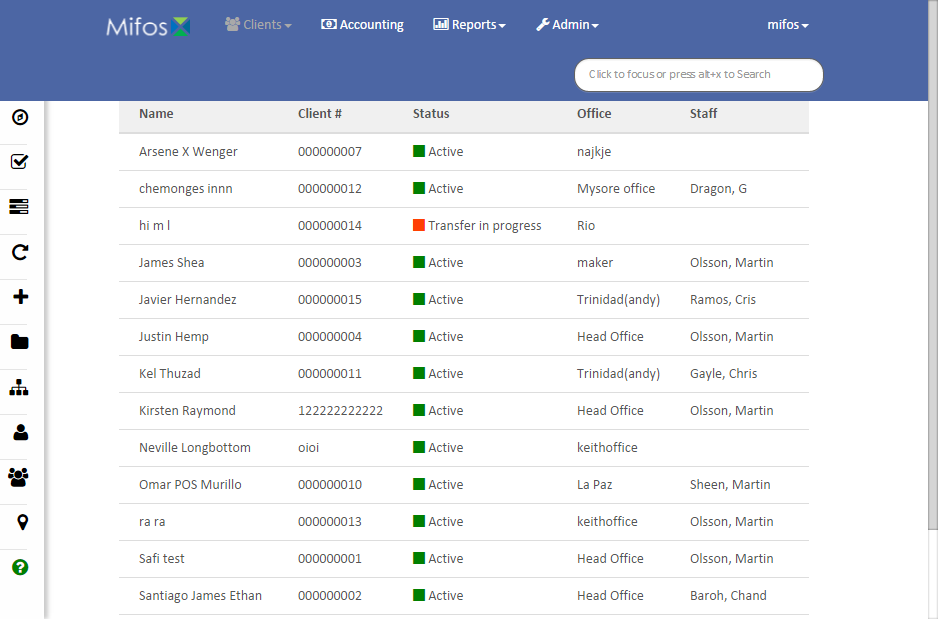 Mifos Clients Accounting Reports Admin mifos
Click to focus or press alt+x to Search
Name Client # Status Office Staff
Arsene X Wenger 000000007 Active najkje
chemonges innn 000000012 Active Mysore office Dragon, G
hi m l 000000014 Transfer in progress Rio
James Shea 000000003 Active maker Olsson, Martin
Javier Hernandez 000000015 Active Trinidad(andy) Ramos, Cris
Justin Hemp 000000004 Active Head Office Olsson, Martin
Kel Thuzad 000000011 Active Trinidad(andy) Gayle, Chris
Kirsten Raymond 122222222222 Active Head Office Olsson, Martin
Neville Longbottom oioi Active keithoffice
Omar POS Murillo 000000010 Active La Paz Sheen, Martin
ra ra 000000013 Active keithoffice Olsson, Martin
Safi test 000000001 Active Head Office Olsson, Martin
Santiago James Ethan 000000002 Active Head Office Baroh, Chand